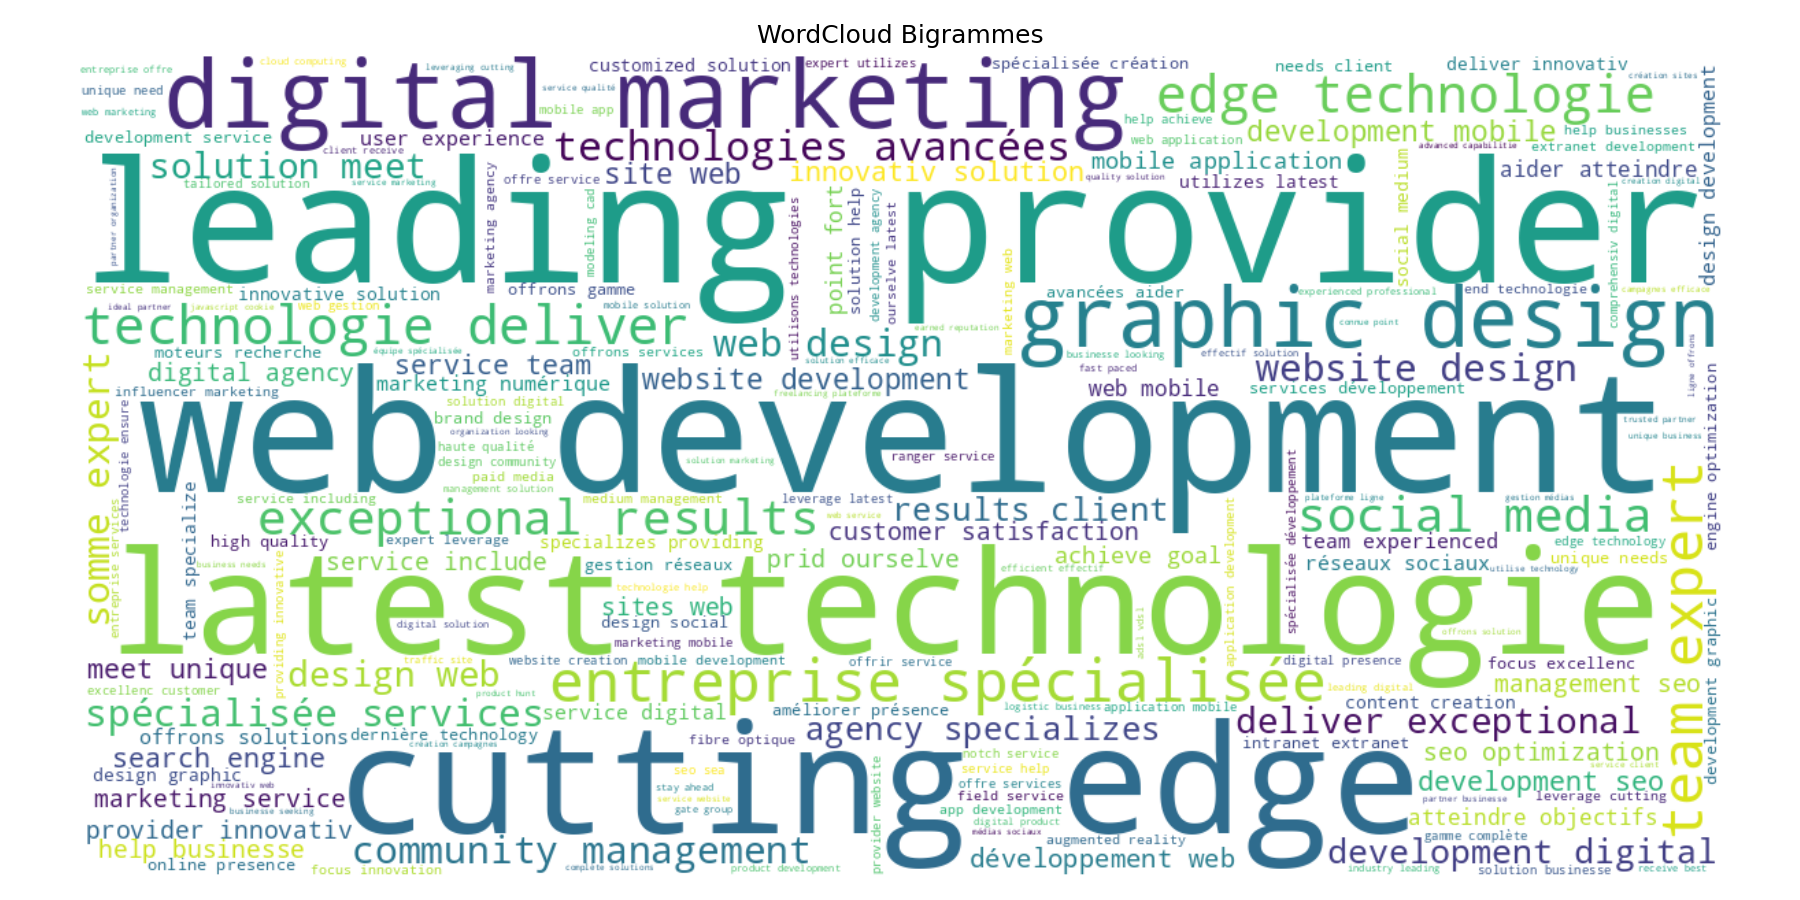 WordCloud Bigrammes
entreprise offre
cloud computing
leveraging cutting
customized solution
expert utilizes
spécialisée création
needs client
deliver innovativ
création sites
unique need
digital marketing
service qualité
mobile app
edge technologie
design development
web marketing
help achieve
development service
user experience
technologies avancées
web application
development mobile
help businesses
client receive
advanced capabilitie
extranet development
solution meet
mobile application
aider atteindre
partner organization
tailored solution
service marketing
marketing agency
offre service
site web
innovativ solution
quality solution
utilizes latest
social medium
création digital
leading provider
modeling cad
utilisons technologies
point fort
solution help
development agency
ourselve latest
marketing web
comprehensiv digital
service management
innovative solution
offrons gamme
avancées aider
experienced professional
end technologie
campagnes efficace
ideal partner
javascript cookie
web gestion
mobile solution
technologie deliver
earned reputation
graphic design
connue point
web design
moteurs recherche
équipe spécialisée
offrons services
solution efficace
businesse looking
effectif solution
ligne offrons
somme expert
digital agency
service team
website development
fast paced
website design
influencer marketing
marketing numérique
web mobile
services développement
freelancing plateforme
technologie ensure
web development
solution digital
brand design
organization looking
haute qualité
design community
solution marketing
ranger service
paid media
management solution
trusted partner
unique business
engine optimization
team specialize
service including
medium management
leverage latest
plateforme ligne
gestion médias
entreprise services
exceptional results
web service
results client
social media
team expert
high quality
expert leverage
specializes providing
customer satisfaction
team experienced
edge technology
business needs
service include
gestion réseaux
prid ourselve
achieve goal
réseaux sociaux
unique needs
efficient effectif
utilise technology
latest technologie
technologie help
sites web
digital solution
design social
marketing mobile
adsl vdsl
application development
spécialisée développement
offrons solution
providing innovative
meet unique
traffic site
website creation
mobile development
offrir service
digital presence
focus excellenc
development graphic
design web
excellenc customer
product hunt
entreprise spécialisée
leading digital
management seo
spécialisée services
service digital
améliorer présence
logistic business
application mobile
content creation
deliver exceptional
offrons solutions
dernière technology
création campagnes
fibre optique
agency specializes
intranet extranet
seo optimization
search engine
cutting edge
notch service
service client
design graphic
innovativ web
seo sea
service help
development seo
marketing service
stay ahead
service website
offre services
field service
partner businesse
leverage cutting
businesse seeking
gate group
app development
provider website
digital product
atteindre objectifs
provider innovativ
médias sociaux
augmented reality
gamme complète
help businesse
community management
développement web
development digital
online presence
focus innovation
complete solutions
product development
industry leading
solution businesse
receive best